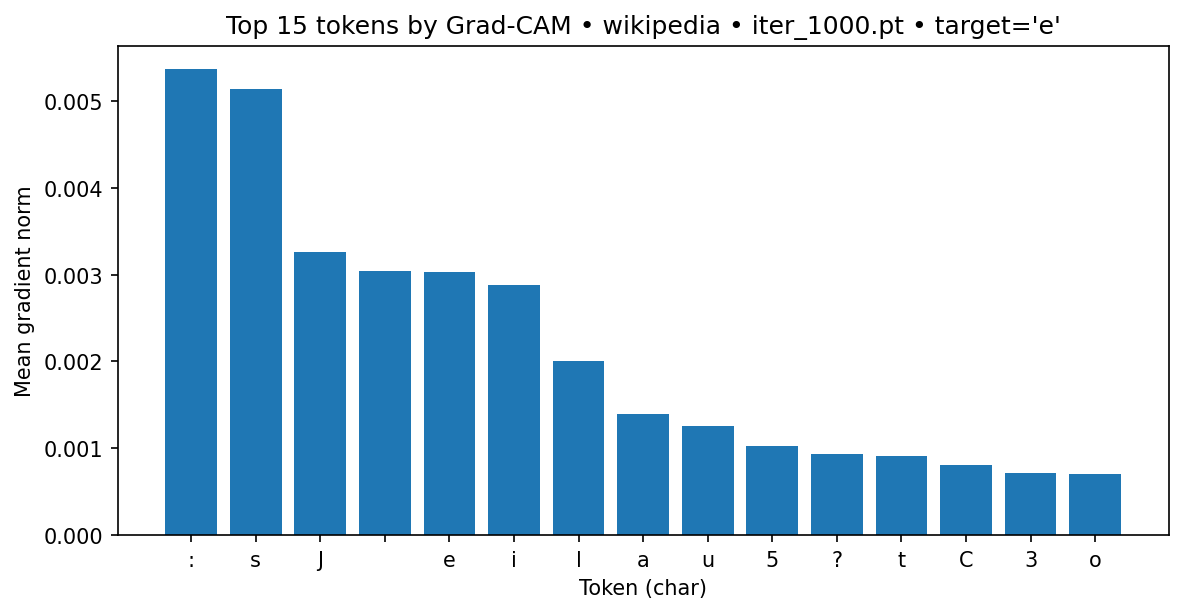 Top 15 tokens by Grad-CAM • wikipedia • iter_1000.pt • target='e'
Mean gradient norm
0.005
0.004
0.003
0.002
0.001
0.000
: s J e i l a u 5 ? t C 3 o
Token (char)